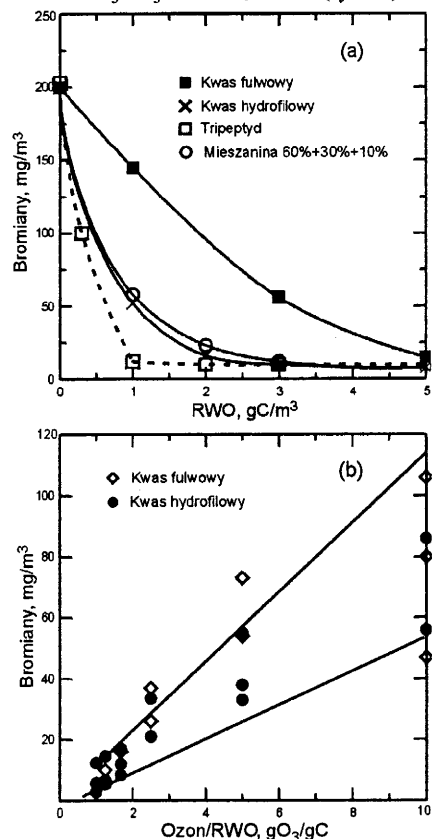 (a)
Kwas fulwowy
Kwas hydrofilowy
Tripeptyd
Mieszanina 60%+30%+10%
Bromiany, mg/m³
250
200
150
100
50
0
0 1 2 3 4 5
RWO, gC/m³
(b)
Kwas fulwowy
Kwas hydrofilowy
Bromiany, mg/m³
120
100
80
60
40
20
0 2 4 6 8 10
Ozon/RWO, gO₃/gC